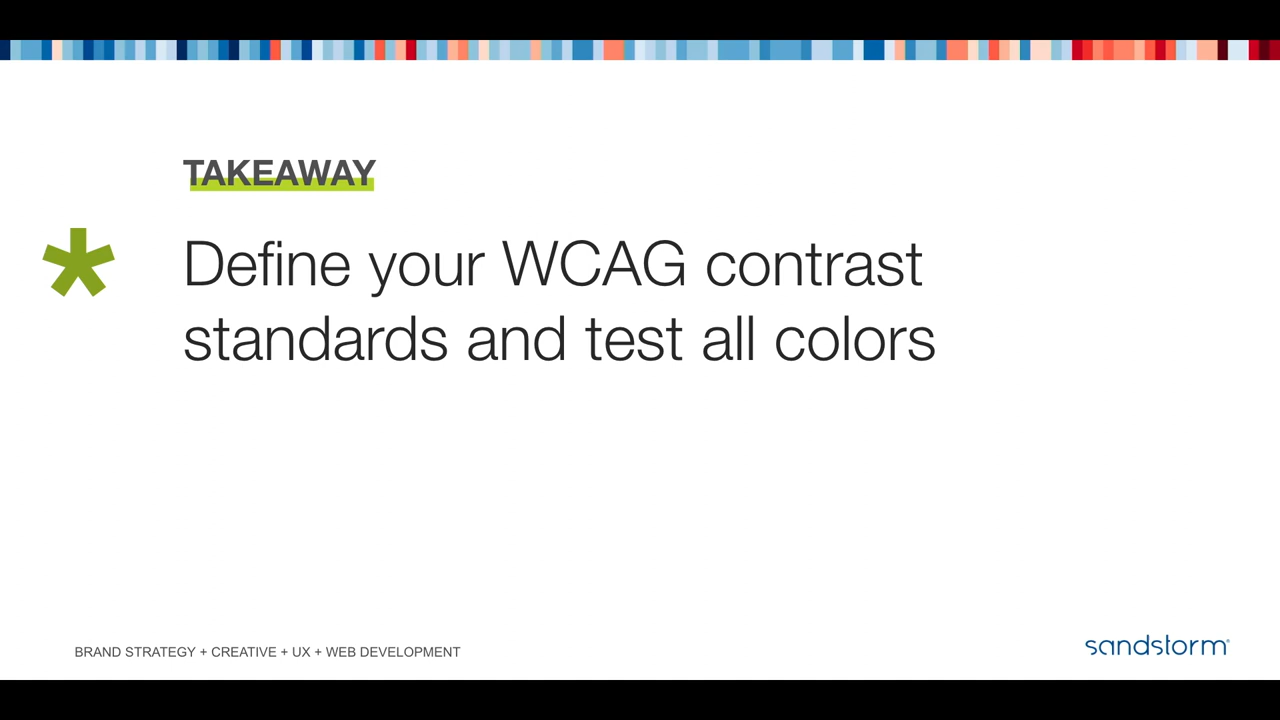 TAKEAWAY
Define your WCAG contrast
standards and test all colors
BRAND STRATEGY + CREATIVE + UX + WEB DEVELOPMENT
sandstorm®